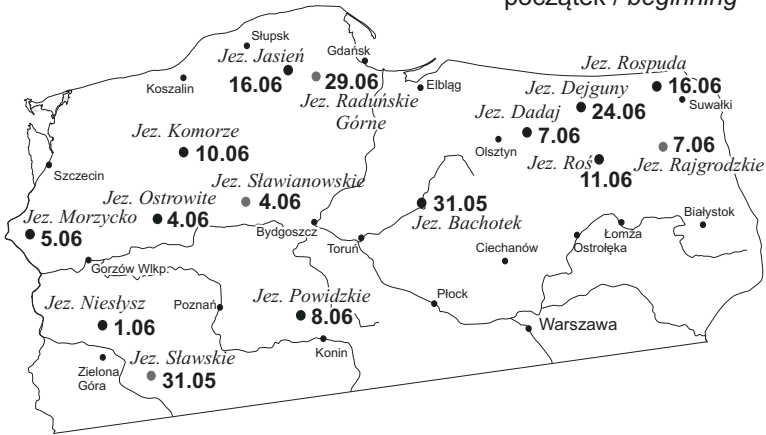 początek / beginning
Słupsk
Gdańsk
Jez. Jasień
16.06
29.06
Jez. Raduńskie
Górne
Koszalin
Elbląg
Jez. Rospuda
16.06
Suwałki
Jez. Dejguny
24.06
Jez. Dadaj
7.06
Olsztyn
Jez. Roś
11.06
7.06
Jez. Rajgrodzkie
Jez. Komorze
10.06
Szczecin
Jez. Sławianowskie
4.06
Jez. Ostrowite
4.06
Jez. Morzycko
5.06
31.05
Jez. Bachotek
Bydgoszcz
Toruń
Białystok
Łomża
Ostrołęka
Ciechanów
Gorzów Wlkp.
Jez. Niesłysz
1.06
Poznań
Jez. Powidzkie
8.06
Płock
Warszawa
Konin
Zielona
Góra
Jez. Sławskie
31.05